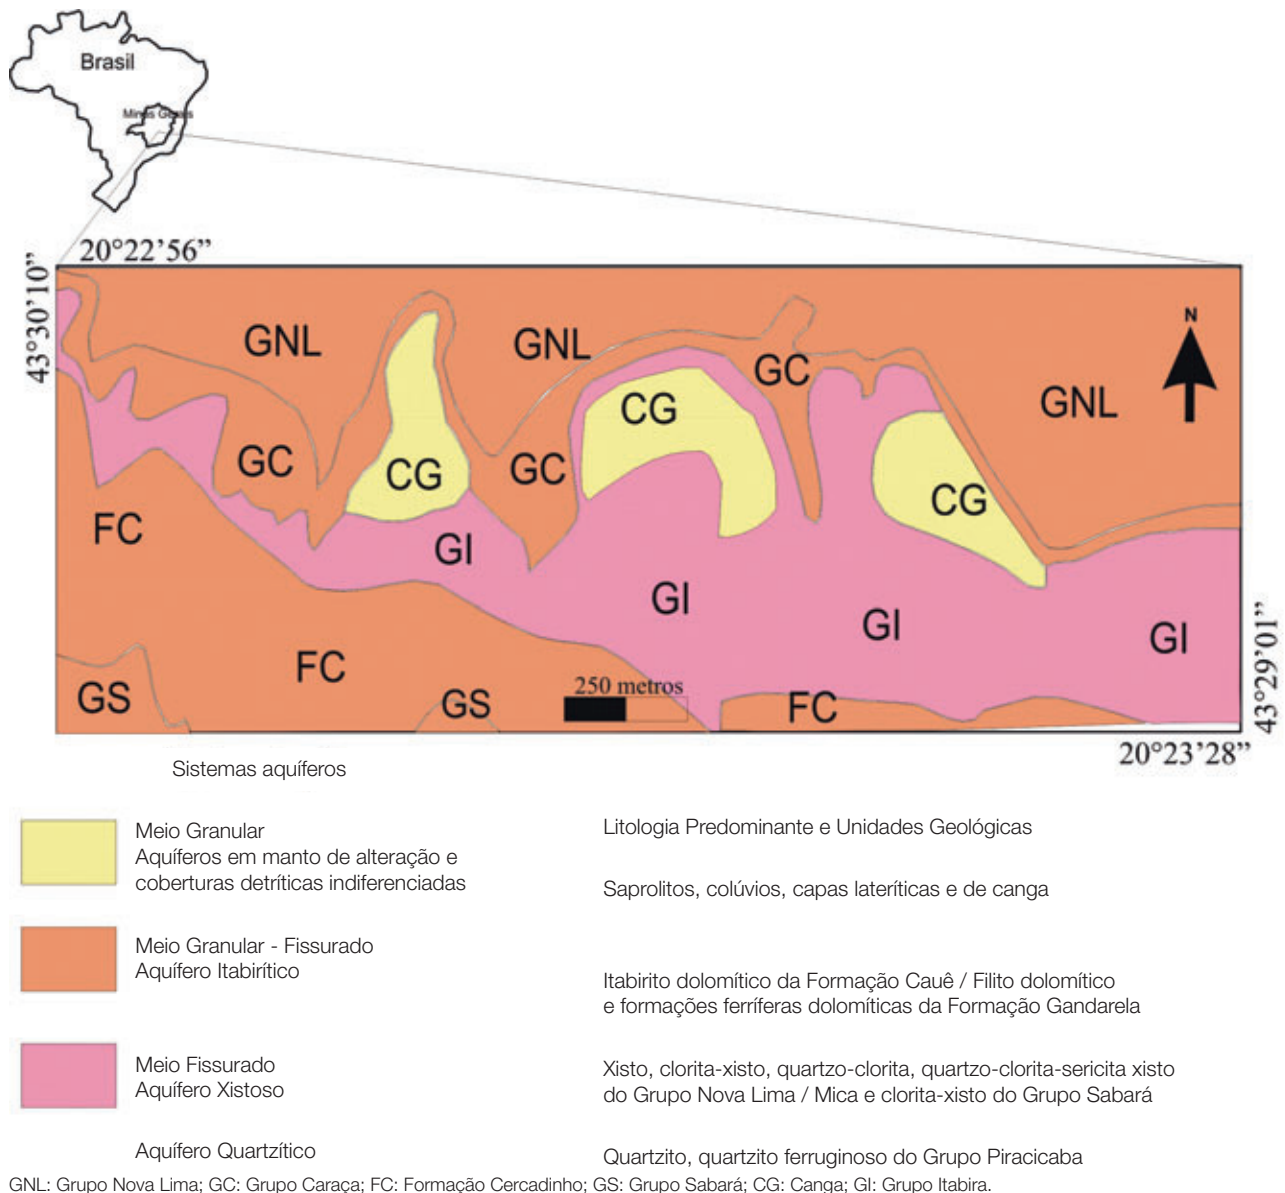 Brasil
Minas Gerais
20°22'56”
43°30'10”
N
GNL
GNL
GC
GNL
CG
GC
CG
GC
CG
FC
GI
GI
GI
GI
FC
GS
GS
250 metros
FC
43°29'01”
20°23'28”
Sistemas aquíferos
Meio Granular
Aquíferos em manto de alteração e
coberturas detríticas indiferenciadas
Litologia Predominante e Unidades Geológicas
Saprolitos, colúvios, capas lateríticas e de canga
Meio Granular - Fissurado
Aquífero Itabirítico
Itabirito dolomítico da Formação Cauê / Filito dolomítico
e formações ferríferas dolomíticas da Formação Gandarela
Meio Fissurado
Aquífero Xistoso
Xisto, clorita-xisto, quartzo-clorita, quartzo-clorita-sericita xisto
do Grupo Nova Lima / Mica e clorita-xisto do Grupo Sabará
Aquífero Quartzítico
Quartzito, quartzito ferruginoso do Grupo Piracicaba
GNL: Grupo Nova Lima; GC: Grupo Caraça; FC: Formação Cercadinho; GS: Grupo Sabará; CG: Canga; GI: Grupo Itabira.